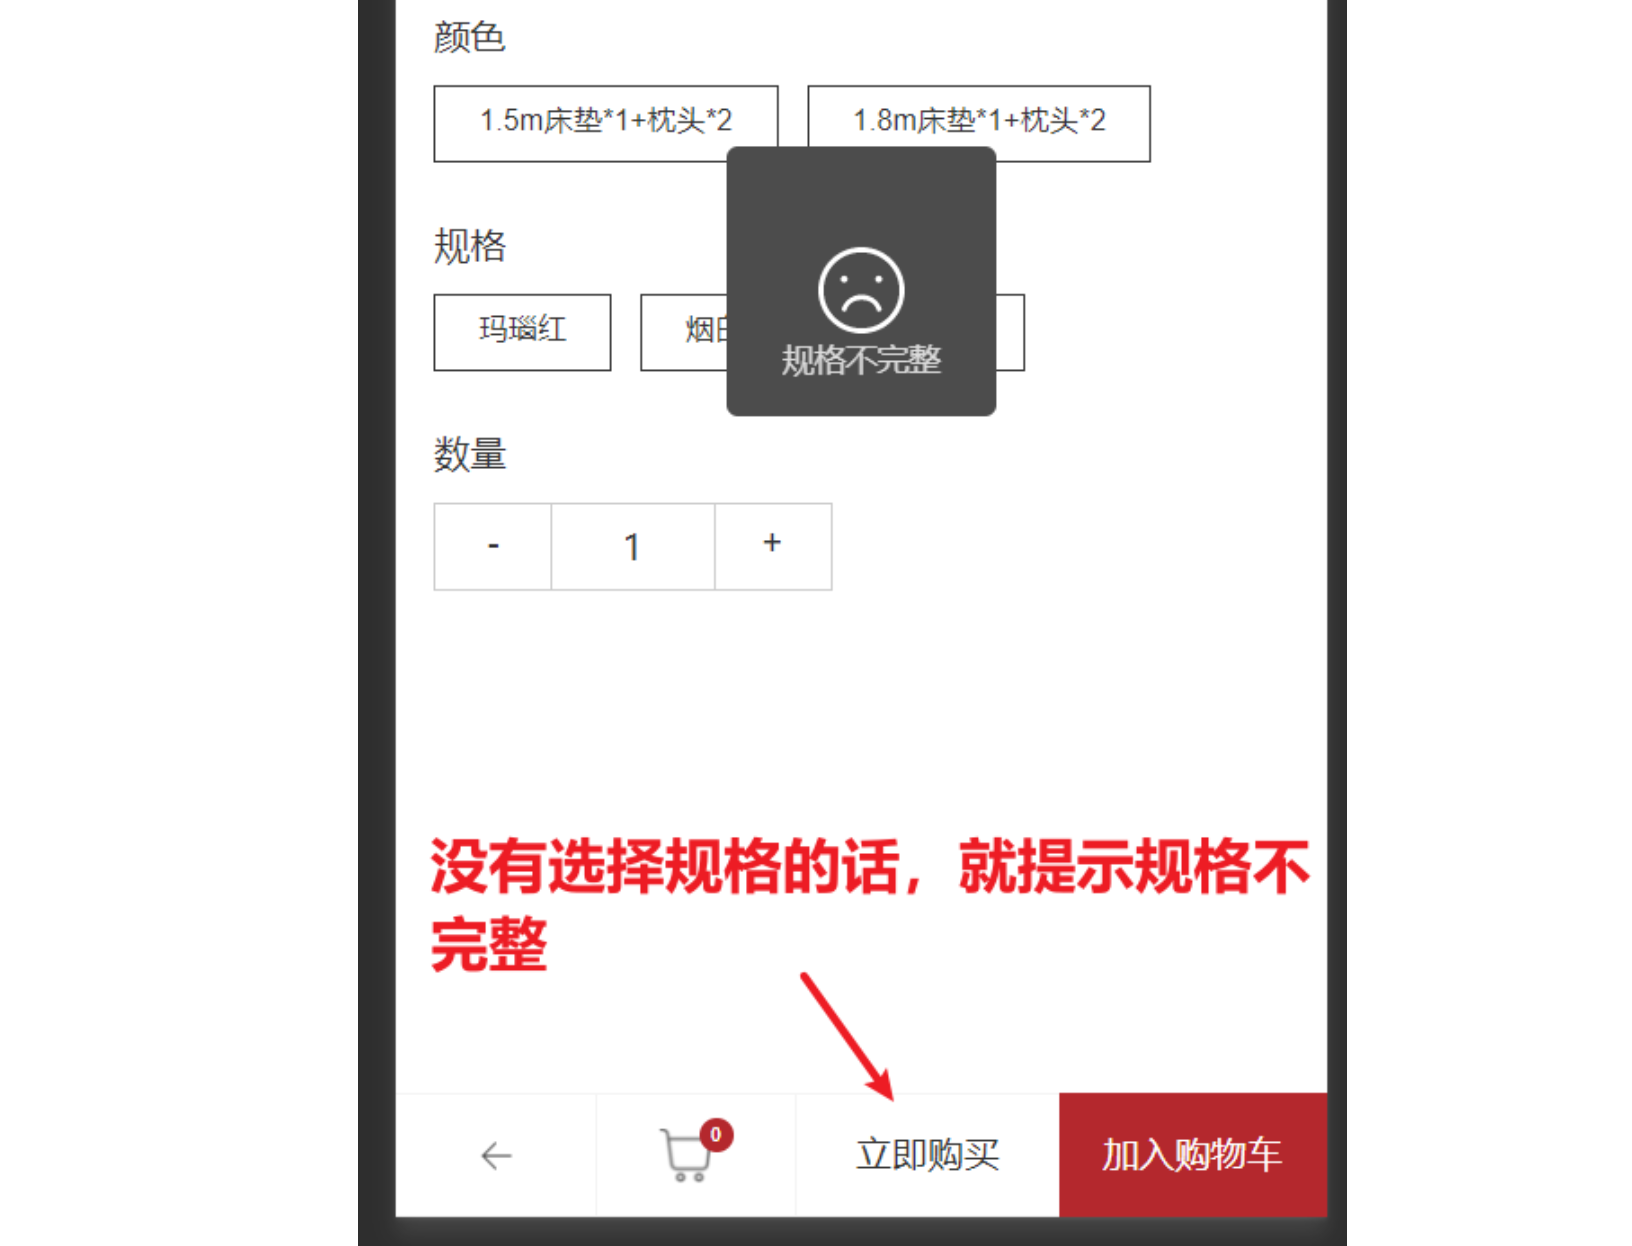 颜色
1.5m床垫*1+枕头*2
1.8m床垫*1+枕头*2
规格
玛瑙红
烟
规格不完整
数量
- 1 +
没有选择规格的话，就提示规格不
完整
0
立即购买
加入购物车